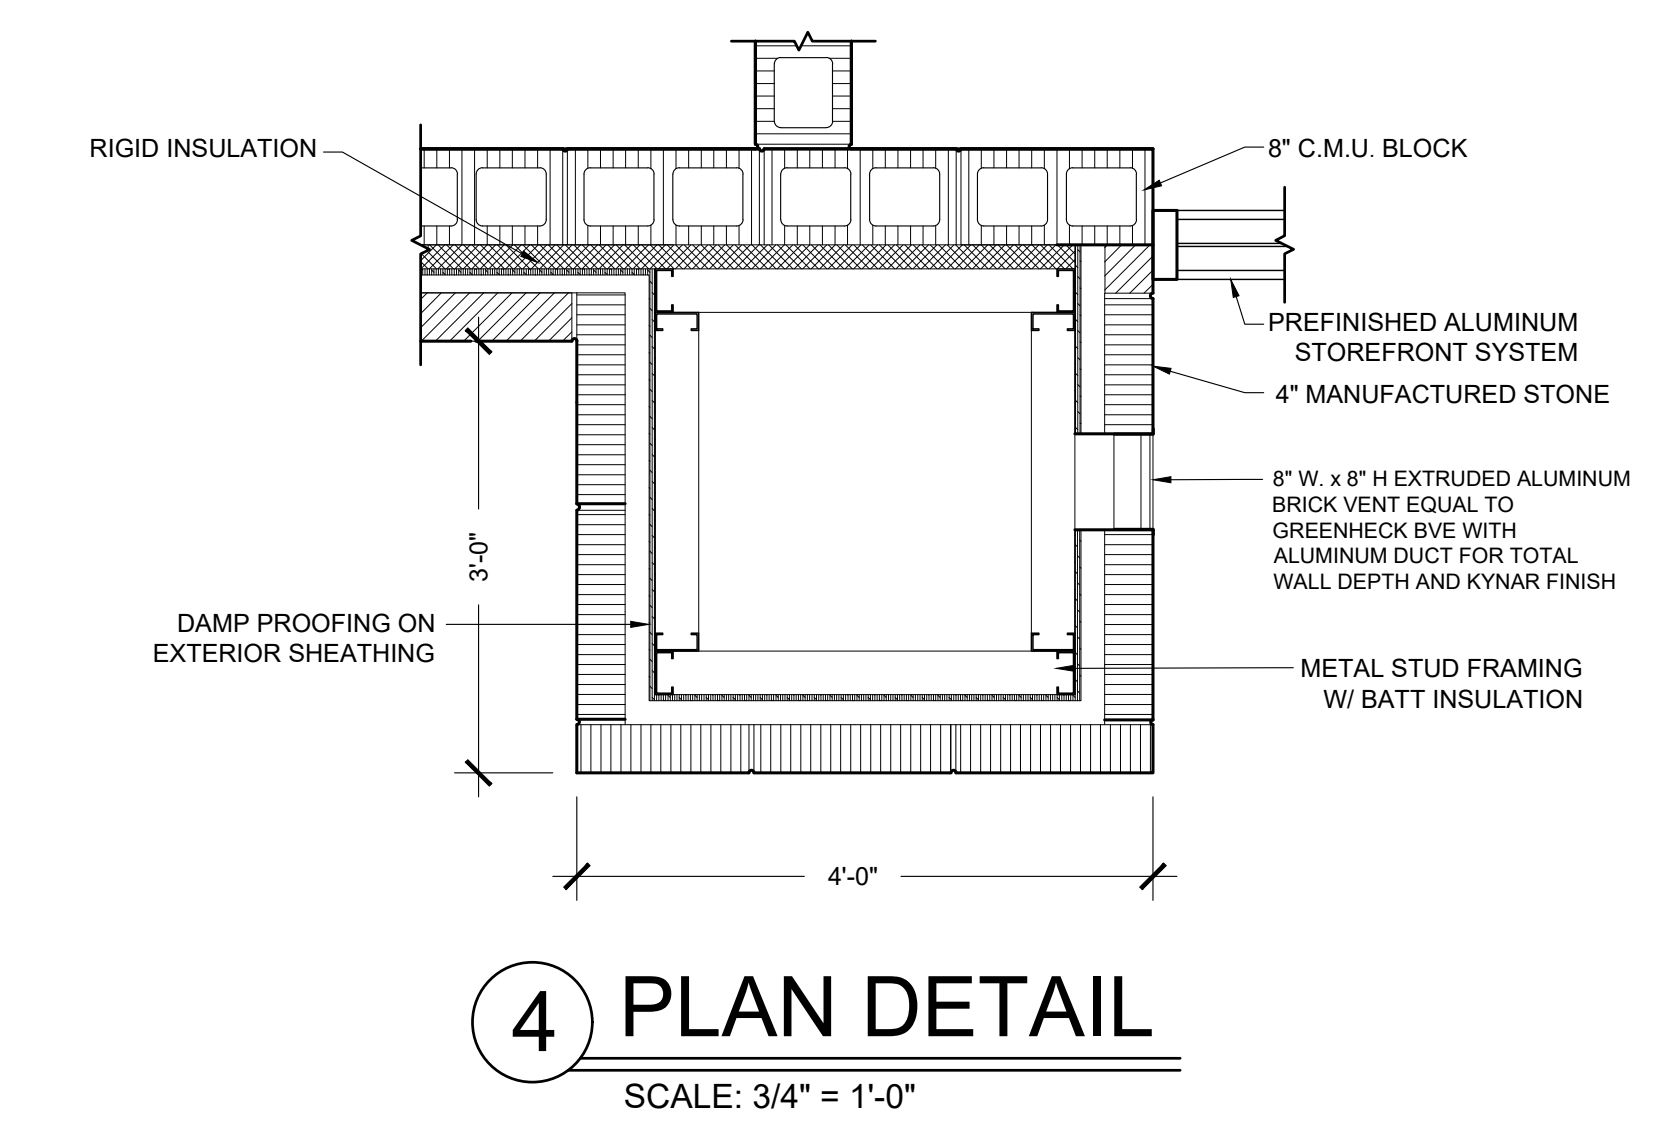 RIGID INSULATION
8" C.M.U. BLOCK
PREFINISHED ALUMINUM
STOREFRONT SYSTEM
4" MANUFACTURED STONE
8" W. x 8" H EXTRUDED ALUMINUM
BRICK VENT EQUAL TO
GREENHECK BVE WITH
ALUMINUM DUCT FOR TOTAL
WALL DEPTH AND KYNAR FINISH
3'-0"
DAMP PROOFING ON
EXTERIOR SHEATHING
METAL STUD FRAMING
W/ BATT INSULATION
4'-0"
4
PLAN DETAIL
SCALE: 3/4" = 1'-0"